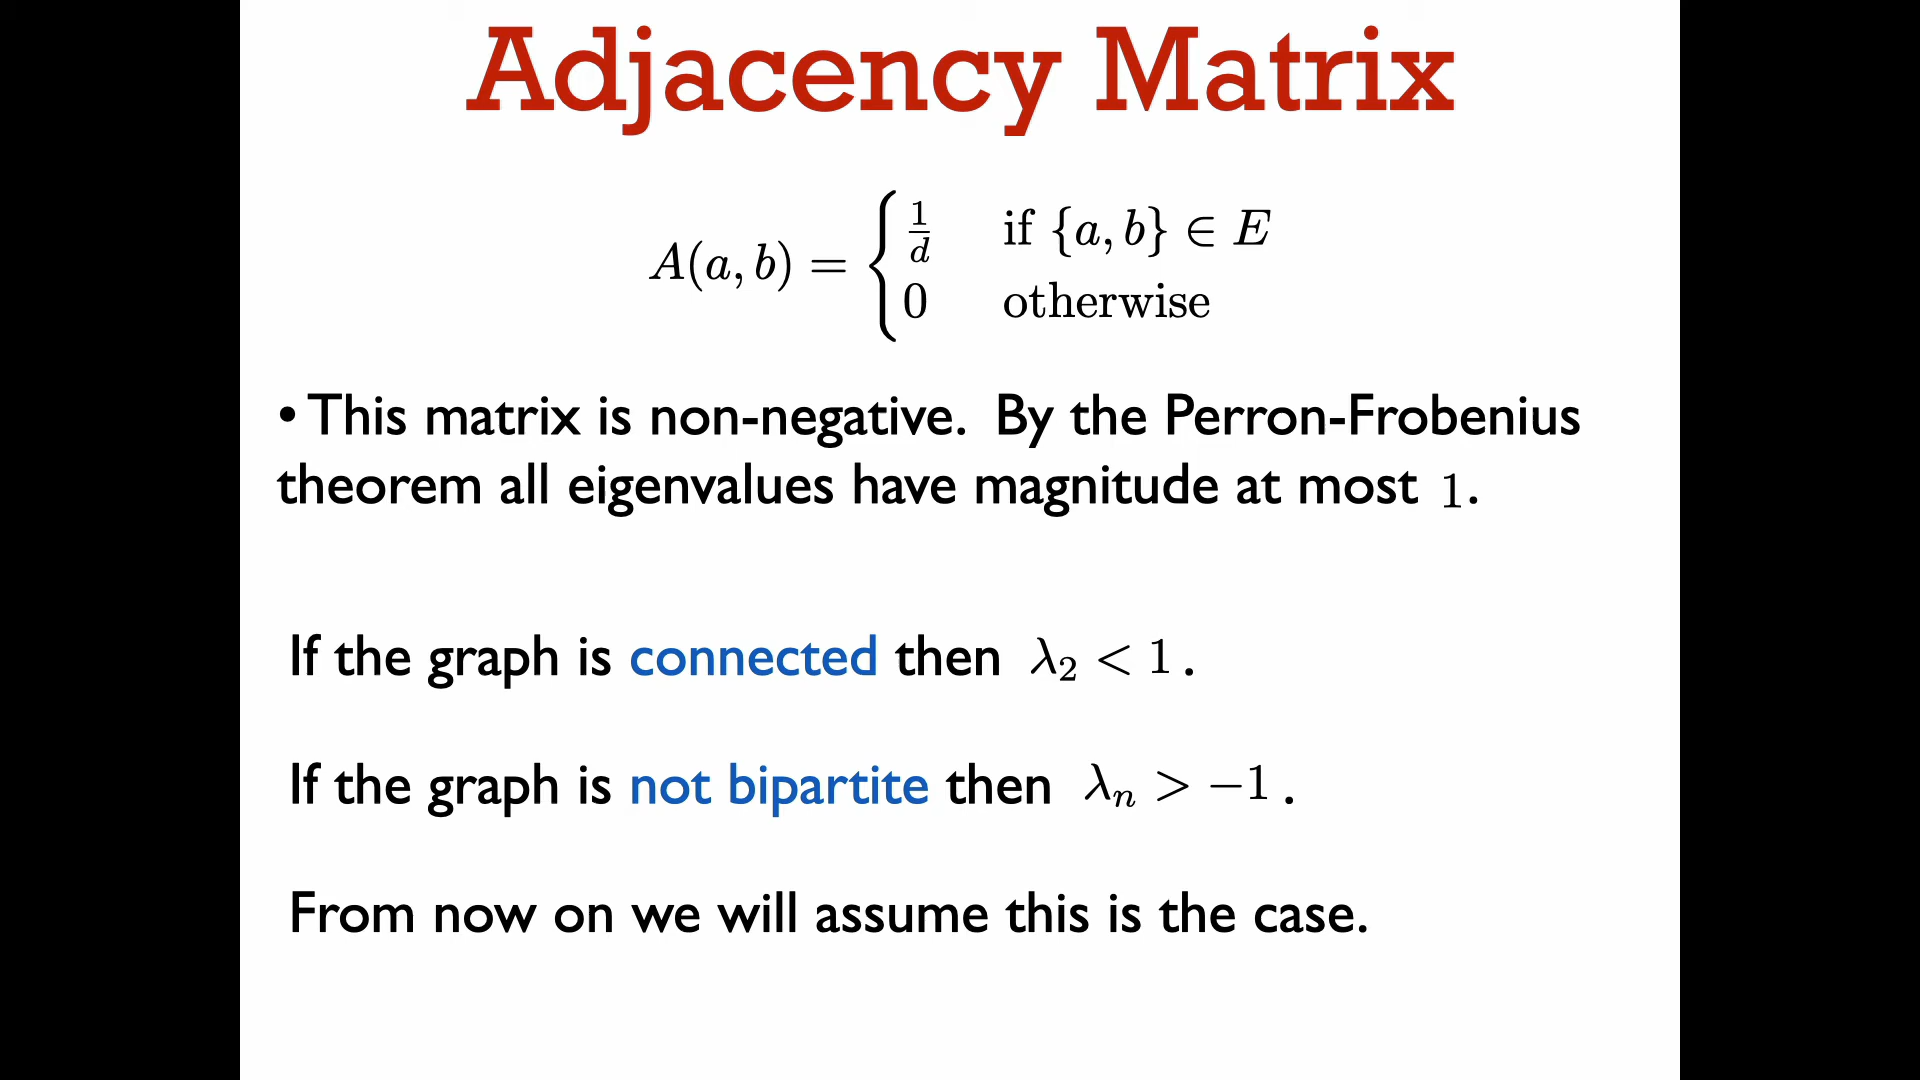 Adjacency Matrix
A(a, b) = { 1/d if {a, b} ∈ E
0 otherwise
• This matrix is non-negative. By the Perron-Frobenius
theorem all eigenvalues have magnitude at most 1.
If the graph is connected then λ₂ < 1.
If the graph is not bipartite then λₙ > −1.
From now on we will assume this is the case.